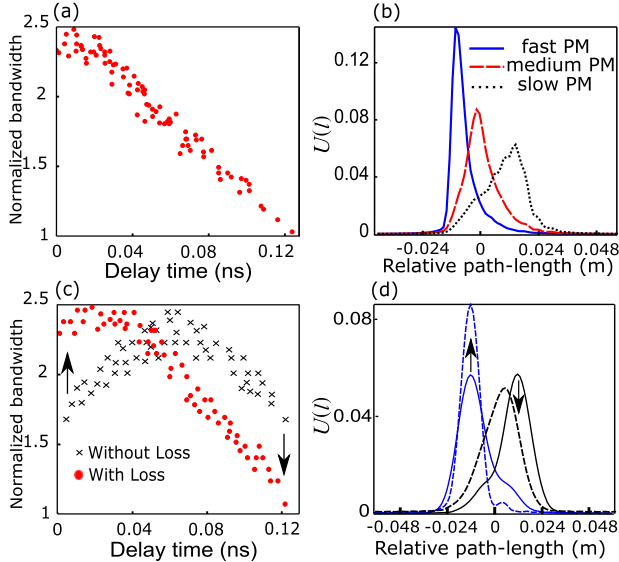 (a)
Normalized bandwidth
2.5
2
1.5
1
0
0.04
0.08
0.12
Delay time (ns)
(b)
U(l)
0.12
0.08
0.04
0
fast PM
medium PM
slow PM
-0.024
0
0.024
0.048
Relative path-length (m)
(c)
Normalized bandwidth
2.5
2
1.5
1
× Without Loss
With Loss
0
0.04
0.08
0.12
Delay time (ns)
(d)
U(l)
0.08
0.04
0
-0.048
-0.024
0
0.024
0.048
Relative path-length (m)